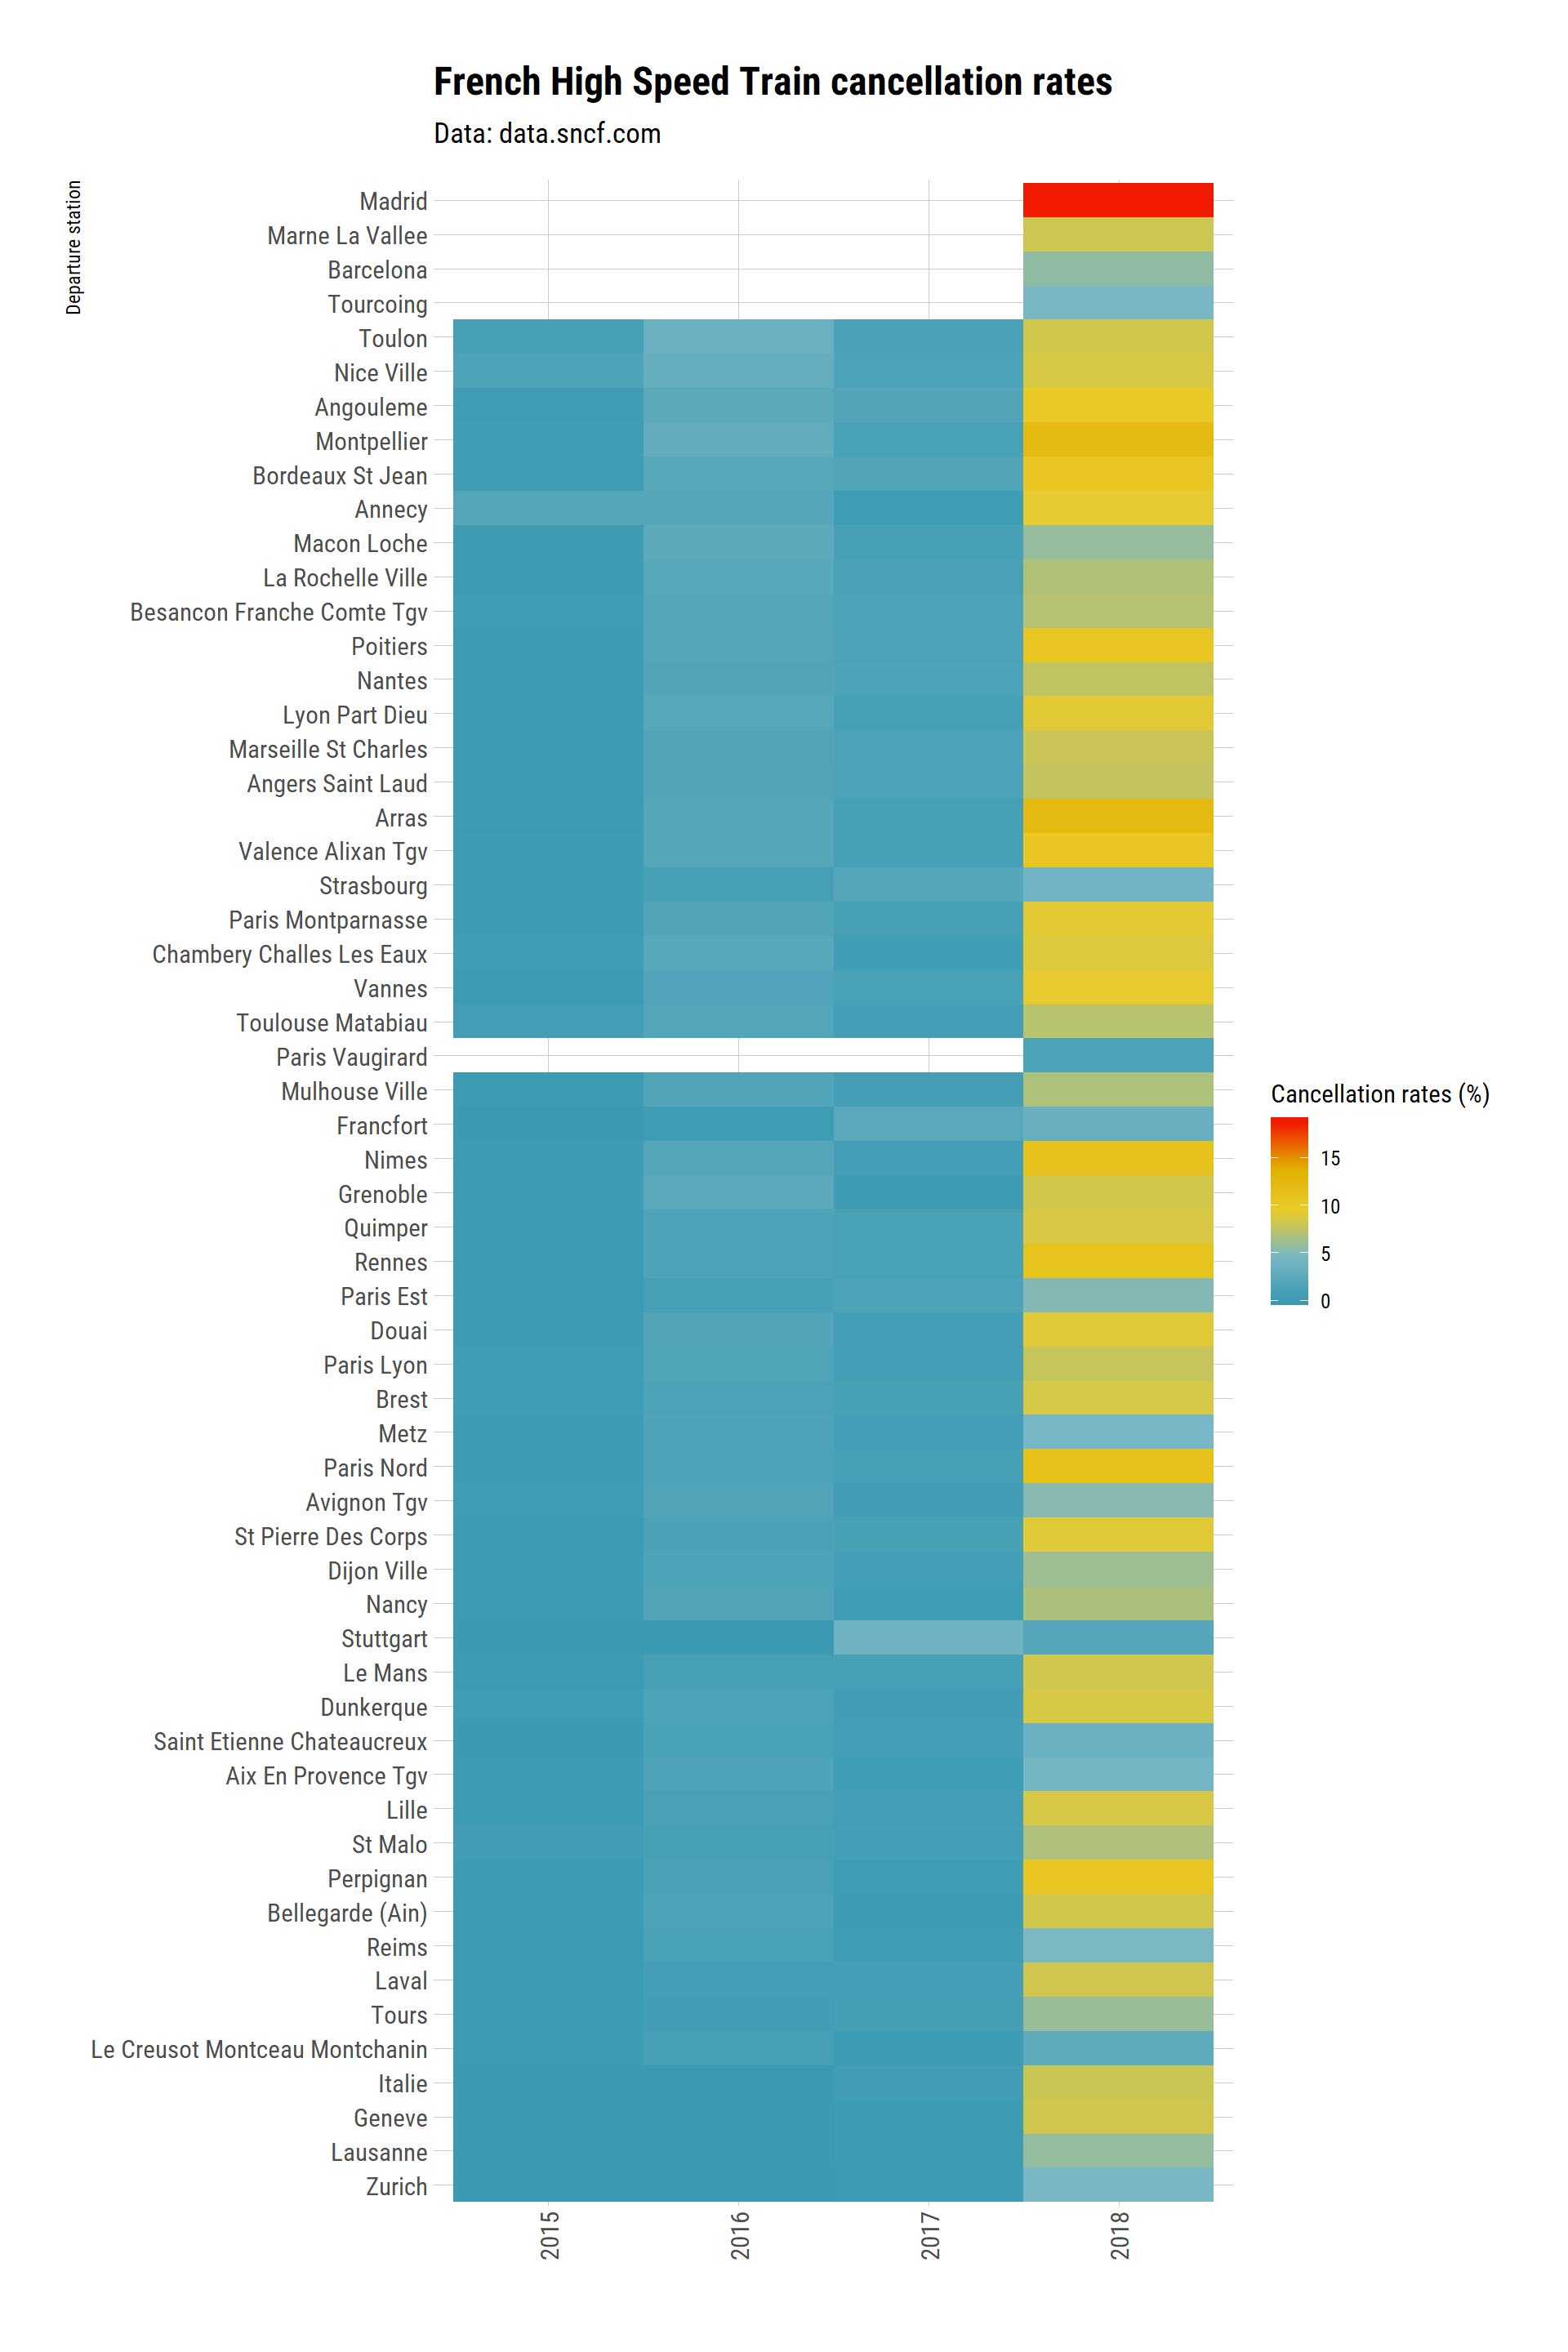 French High Speed Train cancellation rates
Data: data.sncf.com
Departure station
Madrid
Marne La Vallee
Barcelona
Tourcoing
Toulon
Nice Ville
Angouleme
Montpellier
Bordeaux St Jean
Annecy
Macon Loche
La Rochelle Ville
Besancon Franche Comte Tgv
Poitiers
Nantes
Lyon Part Dieu
Marseille St Charles
Angers Saint Laud
Arras
Valence Alixan Tgv
Strasbourg
Paris Montparnasse
Chambery Challes Les Eaux
Vannes
Toulouse Matabiau
Paris Vaugirard
Mulhouse Ville
Francfort
Nimes
Grenoble
Quimper
Rennes
Paris Est
Douai
Paris Lyon
Brest
Metz
Paris Nord
Avignon Tgv
St Pierre Des Corps
Dijon Ville
Nancy
Stuttgart
Le Mans
Dunkerque
Saint Etienne Chateaucreux
Aix En Provence Tgv
Lille
St Malo
Perpignan
Bellegarde (Ain)
Reims
Laval
Tours
Le Creusot Montceau Montchanin
Italie
Geneve
Lausanne
Zurich
2015
2016
2017
2018
Cancellation rates (%)
15
10
5
0